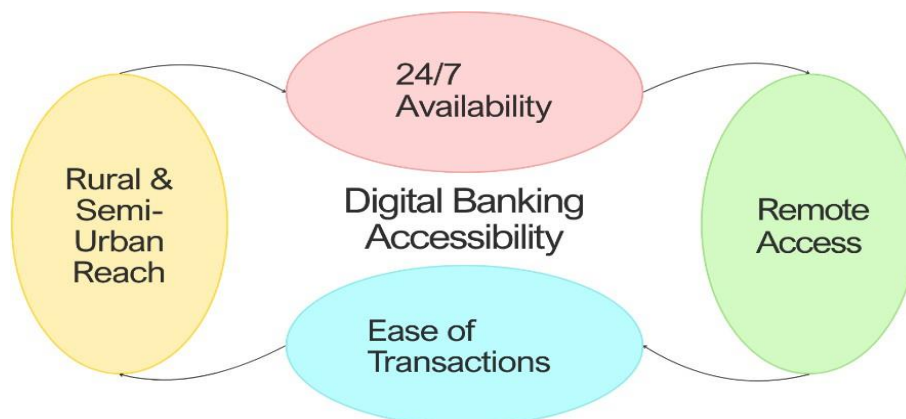 24/7
Availability
Rural &
Semi-
Urban
Reach
Digital Banking
Accessibility
Remote
Access
Ease of
Transactions